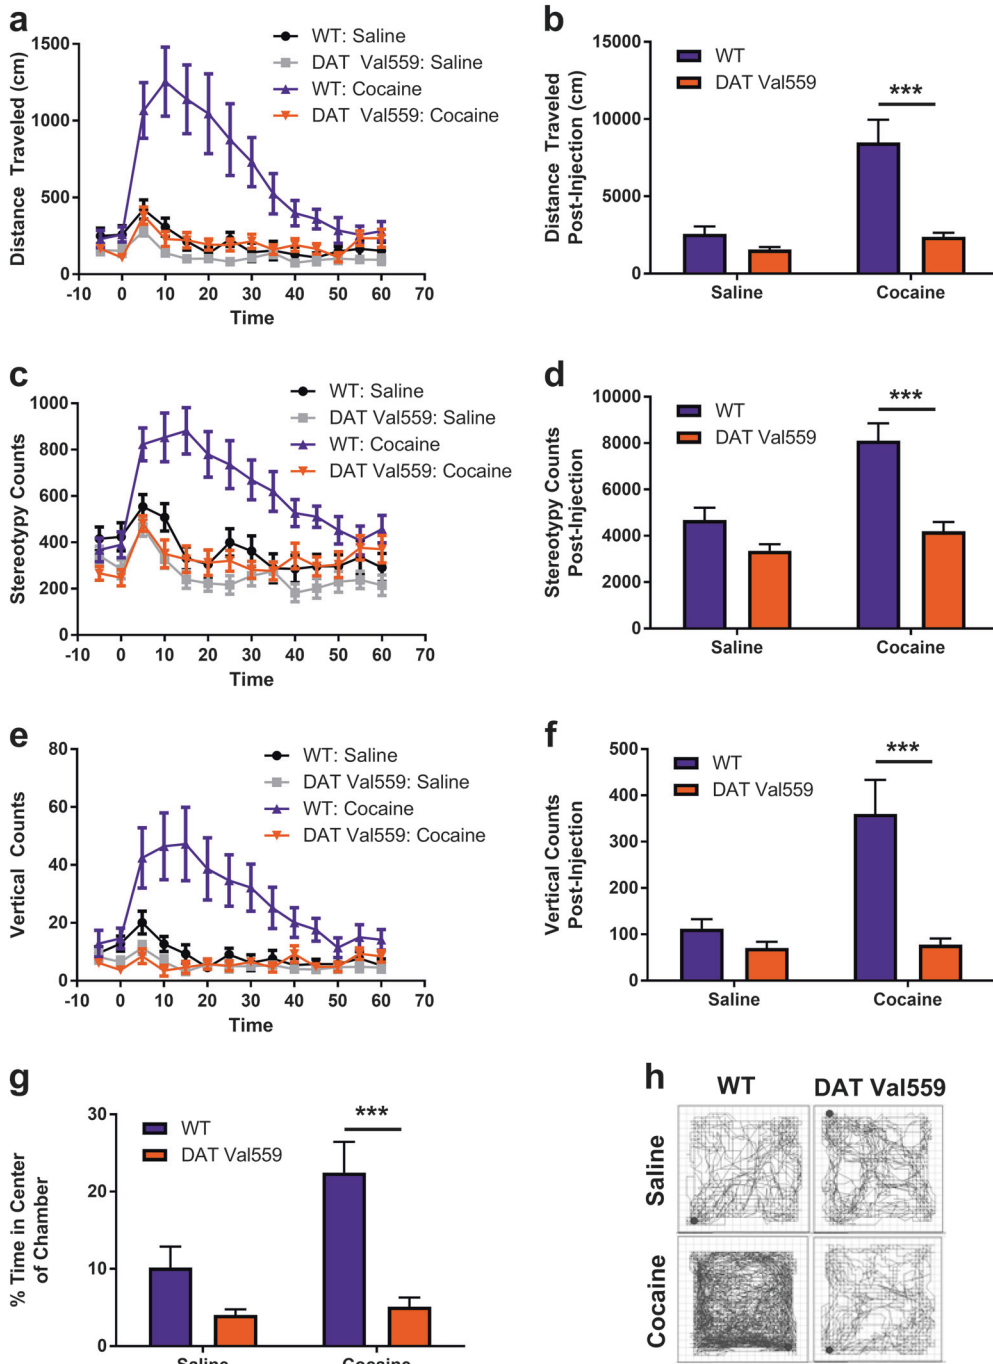 a
Distance Traveled (cm)
1500
1000
500
0
-10 0 10 20 30 40 50 60 70
Time
WT: Saline
DAT Val559: Saline
WT: Cocaine
DAT Val559: Cocaine
b
Distance Traveled
Post-Injection (cm)
15000
10000
5000
0
WT
DAT Val559
***
Saline Cocaine
c
Stereotypy Counts
1000
800
600
400
200
0
-10 0 10 20 30 40 50 60 70
Time
WT: Saline
DAT Val559: Saline
WT: Cocaine
DAT Val559: Cocaine
d
Stereotypy Counts
Post-Injection
10000
8000
6000
4000
2000
0
WT
DAT Val559
***
Saline Cocaine
e
Vertical Counts
80
60
40
20
0
-10 0 10 20 30 40 50 60 70
Time
WT: Saline
DAT Val559: Saline
WT: Cocaine
DAT Val559: Cocaine
f
Vertical Counts
Post-Injection
500
400
300
200
100
0
WT
DAT Val559
***
Saline Cocaine
g
% Time in Center
of Chamber
30
20
10
0
WT
DAT Val559
***
Saline Cocaine
h
WT DAT Val559
Saline
Cocaine